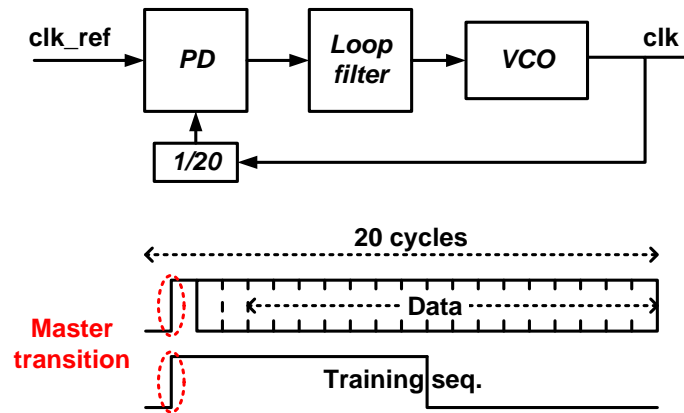 clk_ref
PD
Loop
filter
VCO
clk
1/20
20 cycles
Data
Master
transition
Training seq.